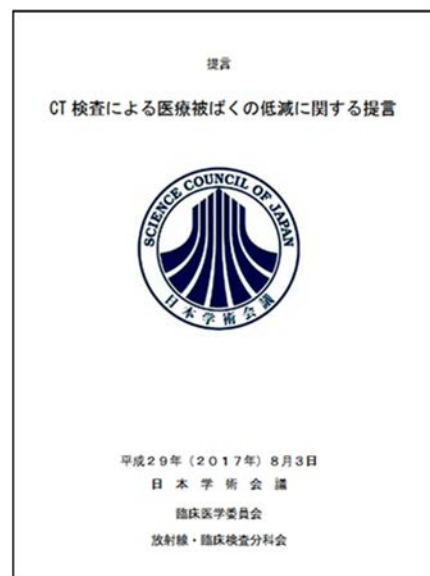 提言
CT 検査による医療被ばくの低減に関する提言
SCIENCE COUNCIL OF JAPAN
日本学術会議
平成29年(2017年)8月3日
日 本 学 術 会 議
臨床医学委員会
放射線・臨床検査分科会